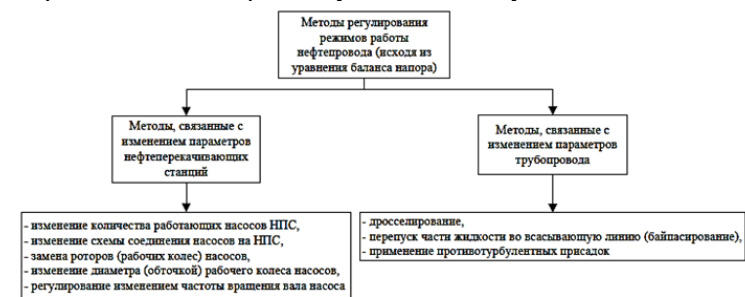 Методы регулирования
режимов работы
нефтепровода (исходя из
уравнения баланса напора)
Методы, связанные с
изменением параметров
нефтеперекачивающих
станций
Методы, связанные с
изменением параметров
трубопровода
- изменение количества работающих насосов НПС,
- изменение схемы соединения насосов на НПС,
- замена роторов (рабочих колес) насосов,
- изменение диаметра (обточкой) рабочего колеса насосов,
- регулирование изменением частоты вращения вала насоса
- дросселирование,
- перепуск части жидкости во всасывающую линию (байпасирование),
- применение противотурбулентных присадок